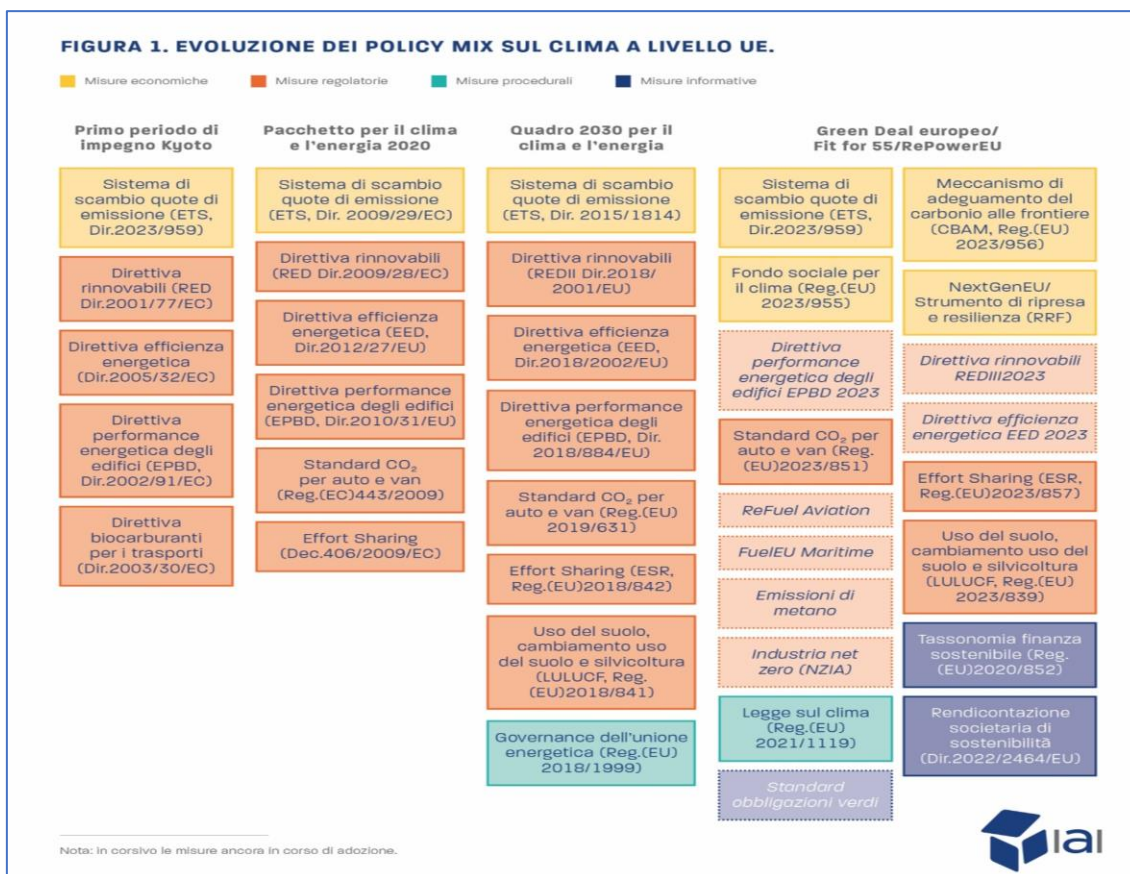 FIGURA 1. EVOLUZIONE DEI POLICY MIX SUL CLIMA A LIVELLO UE.
Misure economiche
Misure regolatorie
Misure procedurali
Misure informative
Primo periodo di
impegno Kyoto
Sistema di
scambio quote di
emissione (ETS,
Dir.2023/959)
Direttiva
rinnovabili (RED
Dir.2001/77/EC)
Direttiva efficienza
energetica
(Dir.2005/32/EC)
Direttiva
performance
energetica degli
edifici (EPBD,
Dir.2002/91/EC)
Direttiva
biocarburanti
per i trasporti
(Dir.2003/30/EC)
Pacchetto per il clima
e l'energia 2020
Sistema di scambio
quote di emissione
(ETS, Dir. 2009/29/EC)
Direttiva rinnovabili
(RED Dir.2009/28/EC)
Direttiva efficienza
energetica (EED,
Dir.2012/27/EU)
Direttiva performance
energetica degli edifici
(EPBD, Dir.2010/31/EU)
Standard CO₂
per auto e van
(Reg.(EC)443/2009)
Effort Sharing
(Dec.406/2009/EC)
Quadro 2030 per il
clima e l'energia
Sistema di scambio
quote di emissione
(ETS, Dir. 2015/1814)
Direttiva rinnovabili
(REDII Dir.2018/
2001/EU)
Direttiva efficienza
energetica (EED,
Dir.2018/2002/EU)
Direttiva performance
energetica degli
edifici (EPBD, Dir.
2018/884/EU)
Standard CO₂ per
auto e van (Reg.(EU)
2019/631)
Effort Sharing (ESR,
Reg.(EU)2018/842)
Uso del suolo,
cambiamento uso
del suolo e silvicoltura
(LULUCF, Reg.
(EU)2018/841)
Governance dell'unione
energetica (Reg.(EU)
2018/1999)
Green Deal europeo/
Fit for 55/RePowerEU
Sistema di
scambio quote di
emissione (ETS,
Dir.2023/959)
Fondo sociale per
il clima (Reg.(EU)
2023/955)
Direttiva
performance
energetica degli
edifici EPBD 2023
Standard CO₂ per
auto e van (Reg.
(EU)2023/851)
ReFuel Aviation
FuelEU Maritime
Emissioni di
metano
Industria net
zero (NZIA)
Legge sul clima
(Reg.(EU)
2021/1119)
Standard
obbligazioni verdi
Meccanismo di
adeguamento del
carbonio alle frontiere
(CBAM, Reg.(EU)
2023/956)
NextGenEU/
Strumento di ripresa
e resilienza (RRF)
Direttiva rinnovabili
REDIII2023
Direttiva efficienza
energetica EED 2023
Effort Sharing (ESR,
Reg.(EU)2023/857)
Uso del suolo,
cambiamento uso del
suolo e silvicoltura
(LULUCF, Reg.(EU)
2023/839)
Tassonomia finanza
sostenibile (Reg.
(EU)2020/852)
Rendicontazione
societaria di
sostenibilità
(Dir.2022/2464/EU)
Nota: in corsivo le misure ancora in corso di adozione.
iai